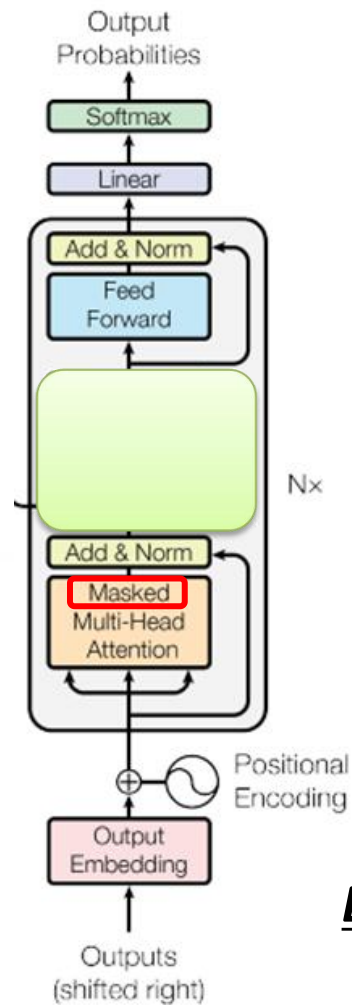 Output
Probabilities
Softmax
Linear
Add & Norm
Feed
Forward
N×
Add & Norm
Masked
Multi-Head
Attention
Positional
Encoding
Output
Embedding
Outputs
(shifted right)